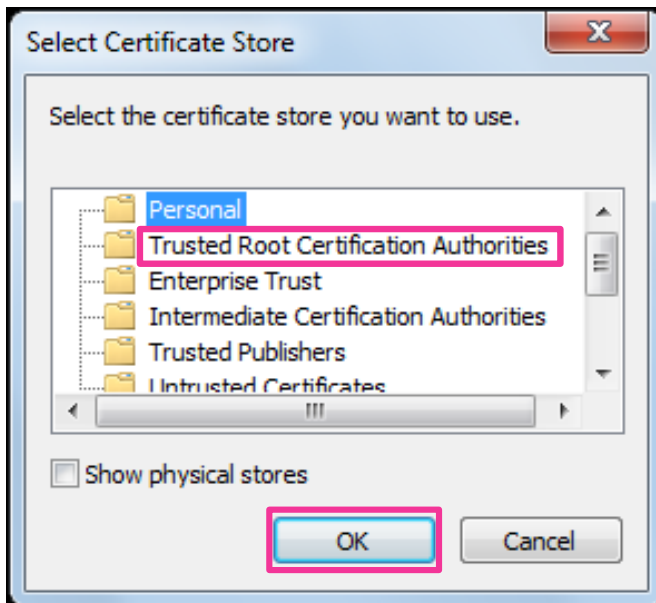 Select Certificate Store
Select the certificate store you want to use.
Personal
Trusted Root Certification Authorities
Enterprise Trust
Intermediate Certification Authorities
Trusted Publishers
Untrusted Certificates
Show physical stores
OK Cancel